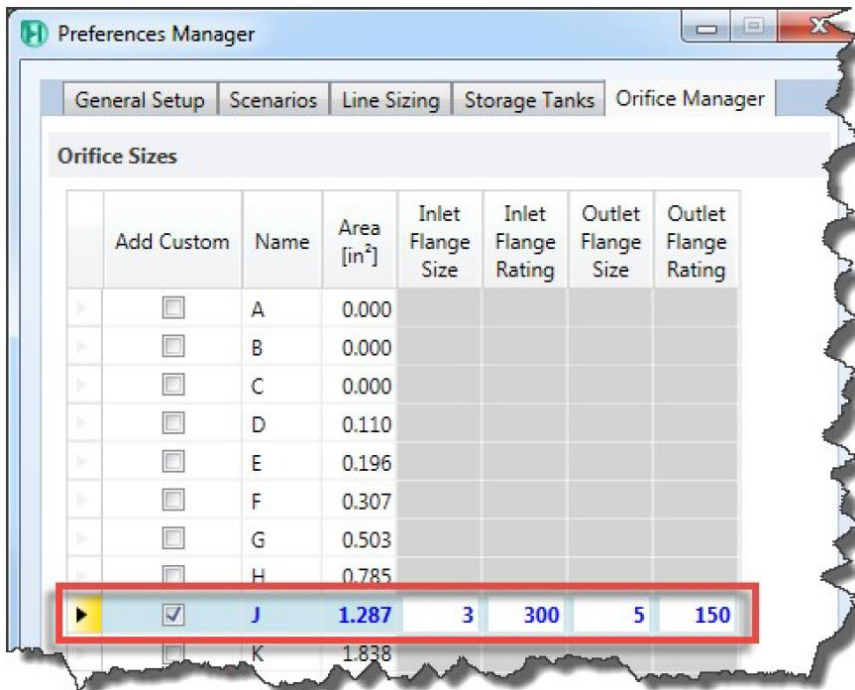 Preferences Manager
General Setup Scenarios Line Sizing Storage Tanks Orifice Manager
Orifice Sizes
Add Custom Name Area [in²] Inlet Flange Size Inlet Flange Rating Outlet Flange Size Outlet Flange Rating
A 0.000
B 0.000
C 0.000
D 0.110
E 0.196
F 0.307
G 0.503
H 0.785
J 1.287 3 300 5 150
K 1.838